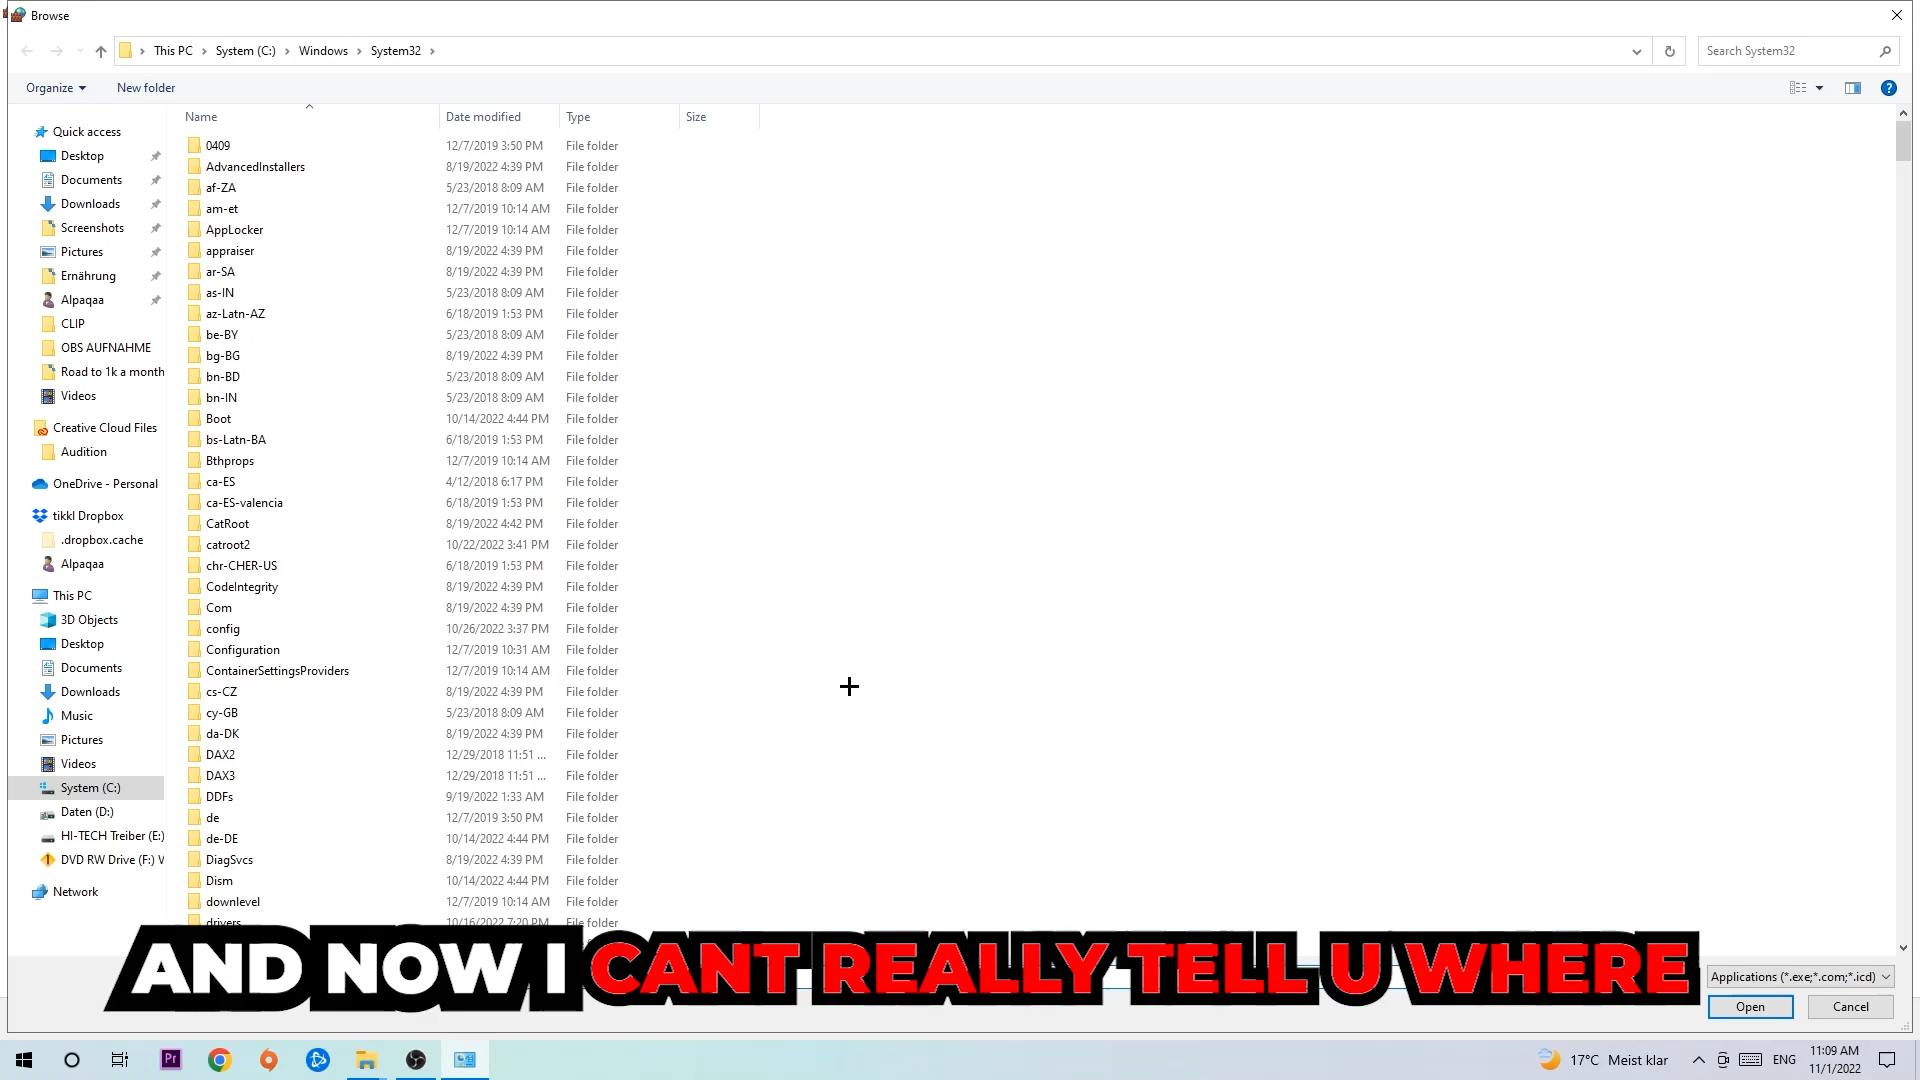 Browse
This PC > System (C:) > Windows > System32 >
Search System32
Organize
New folder
Name Date modified Type Size
Quick access
Desktop
Documents
Downloads
Screenshots
Pictures
Ernährung
Alpaqaa
CLIP
OBS AUFNAHME
Road to 1k a month
Videos
Creative Cloud Files
Audition
OneDrive - Personal
tikkl Dropbox
.dropbox.cache
Alpaqaa
This PC
3D Objects
Desktop
Documents
Downloads
Music
Pictures
Videos
System (C:)
Daten (D:)
HI-TECH Treiber (E:)
DVD RW Drive (F:) V
Network
0409 12/7/2019 3:50 PM File folder
AdvancedInstallers 8/19/2022 4:39 PM File folder
af-ZA 5/23/2018 8:09 AM File folder
am-et 12/7/2019 10:14 AM File folder
AppLocker 12/7/2019 10:14 AM File folder
appraiser 8/19/2022 4:39 PM File folder
ar-SA 8/19/2022 4:39 PM File folder
as-IN 5/23/2018 8:09 AM File folder
az-Latn-AZ 6/18/2019 1:53 PM File folder
be-BY 5/23/2018 8:09 AM File folder
bg-BG 8/19/2022 4:39 PM File folder
bn-BD 5/23/2018 8:09 AM File folder
bn-IN 5/23/2018 8:09 AM File folder
Boot 10/14/2022 4:44 PM File folder
bs-Latn-BA 6/18/2019 1:53 PM File folder
Bthprops 12/7/2019 10:14 AM File folder
ca-ES 4/12/2018 6:17 PM File folder
ca-ES-valencia 6/18/2019 1:53 PM File folder
CatRoot 8/19/2022 4:42 PM File folder
catroot2 10/22/2022 3:41 PM File folder
chr-CHER-US 6/18/2019 1:53 PM File folder
CodeIntegrity 8/19/2022 4:39 PM File folder
Com 8/19/2022 4:39 PM File folder
config 10/26/2022 3:37 PM File folder
Configuration 12/7/2019 10:31 AM File folder
ContainerSettingsProviders 12/7/2019 10:14 AM File folder
cs-CZ 8/19/2022 4:39 PM File folder
cy-GB 5/23/2018 8:09 AM File folder
da-DK 8/19/2022 4:39 PM File folder
DAX2 12/29/2018 11:51 ... File folder
DAX3 12/29/2018 11:51 ... File folder
DDFs 9/19/2022 1:33 AM File folder
de 12/7/2019 3:50 PM File folder
de-DE 10/14/2022 4:44 PM File folder
DiagSvcs 8/19/2022 4:39 PM File folder
Dism 10/14/2022 4:44 PM File folder
downlevel 12/7/2019 10:14 AM File folder
drivers 10/16/2022 7:20 PM File folder
AND NOW I CANT REALLY TELL U WHERE
Applications (*.exe;*.com;*.icd)
Open
Cancel
Pr
17°C Meist klar
ENG
11:09 AM
11/1/2022